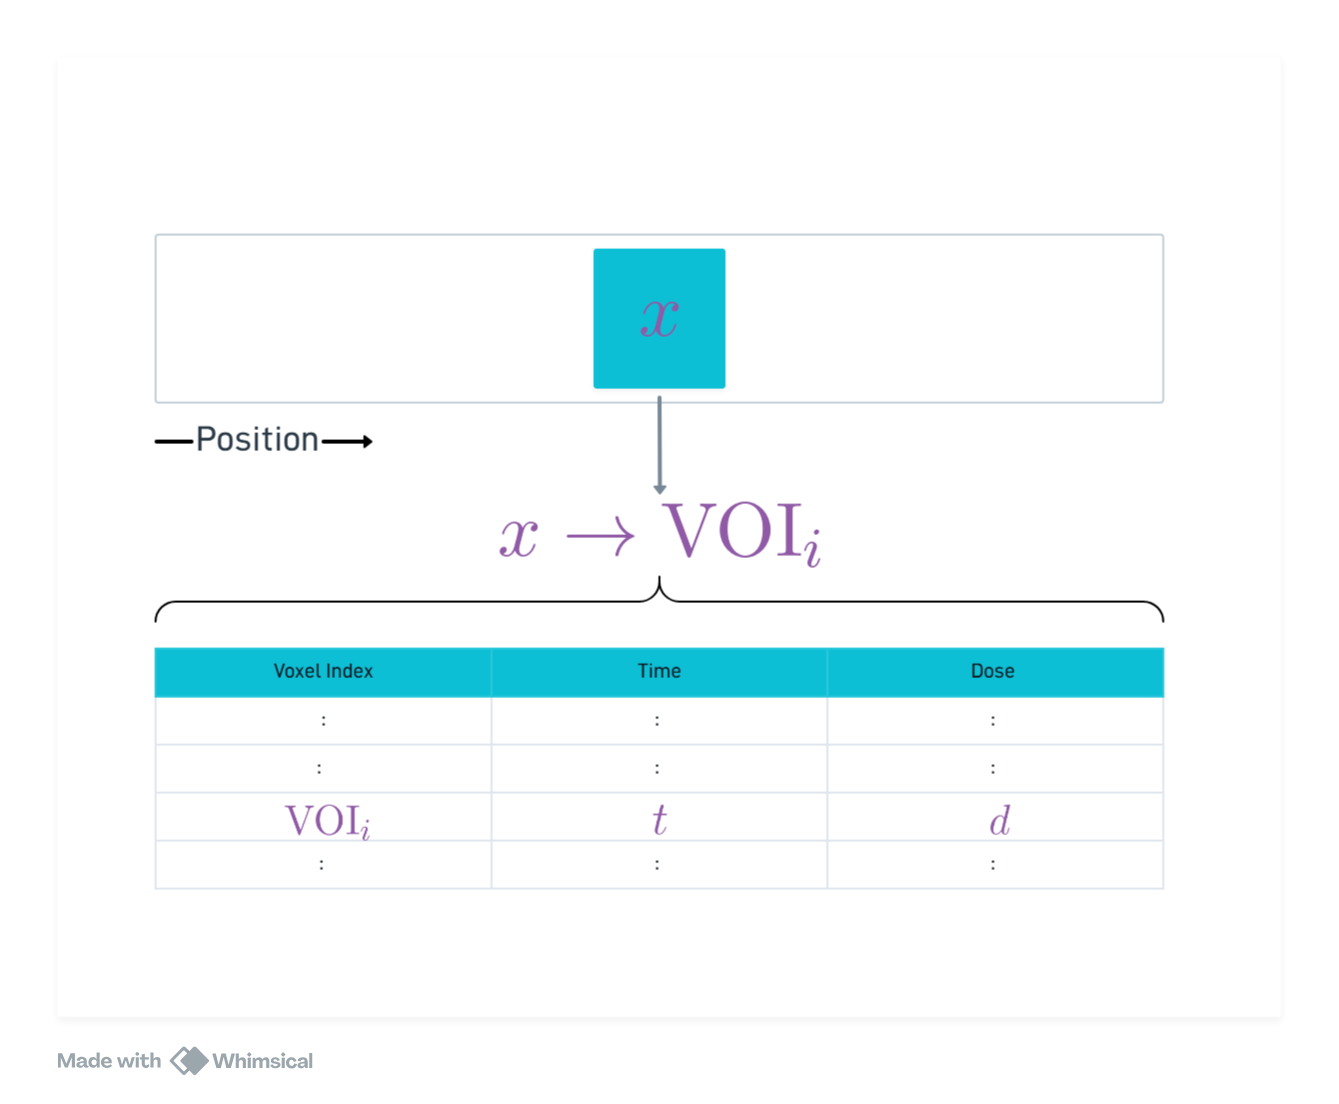 x
Position
x → VOIᵢ
Voxel Index Time Dose
: : :
: : :
VOIᵢ t d
: : :
Made with Whimsical